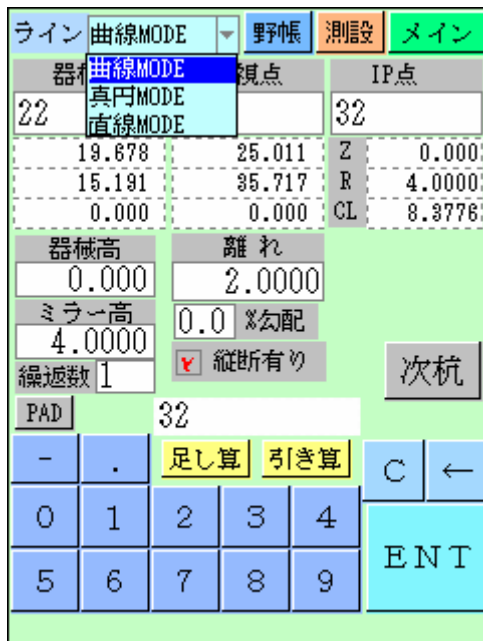 ライン 曲線MODE 野帳 測設 メイン
曲線MODE
真円MODE
直線MODE
器械 視点 IP点
22 32
19.678 25.011 Z 0.000
15.191 35.717 R 4.0000
0.000 0.000 CL 8.3776
器械高 離れ
0.000 2.0000
ミラー高 0.0 %勾配
4.0000
縦断有り
繰返数 1 次杭
PAD 32
- . 足し算 引き算 C ←
0 1 2 3 4
5 6 7 8 9 ENT